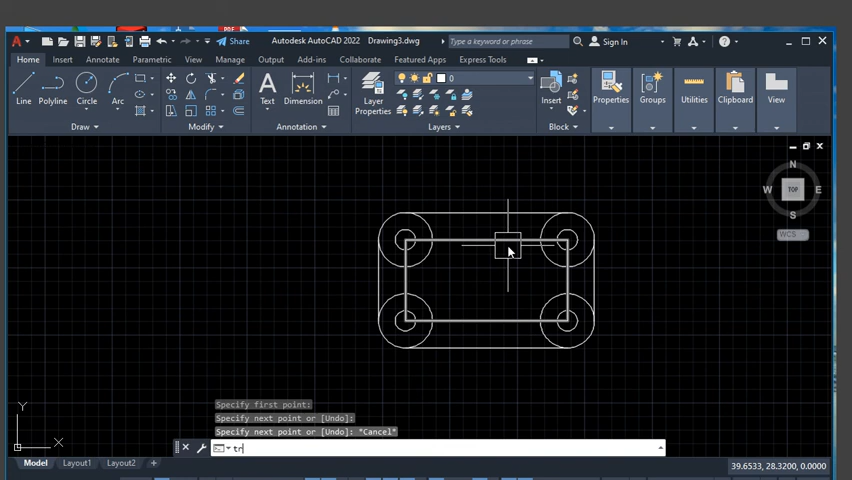 Share
Autodesk AutoCAD 2022 Drawing3.dwg
Type a keyword or phrase
Sign In
Home Insert Annotate Parametric View Manage Output Add-ins Collaborate Featured Apps Express Tools
Line Polyline Circle Arc
Text Dimension
Layer
Properties
0
Insert
Properties
Groups
Utilities
Clipboard
View
Draw Modify Annotation Layers Block
N
W TOP E
S
WCS
Specify first point:
Specify next point or [Undo]:
Specify next point or [Undo]: *Cancel*
tr
Y
X
Model Layout1 Layout2 +
39.6533, 28.3200, 0.0000